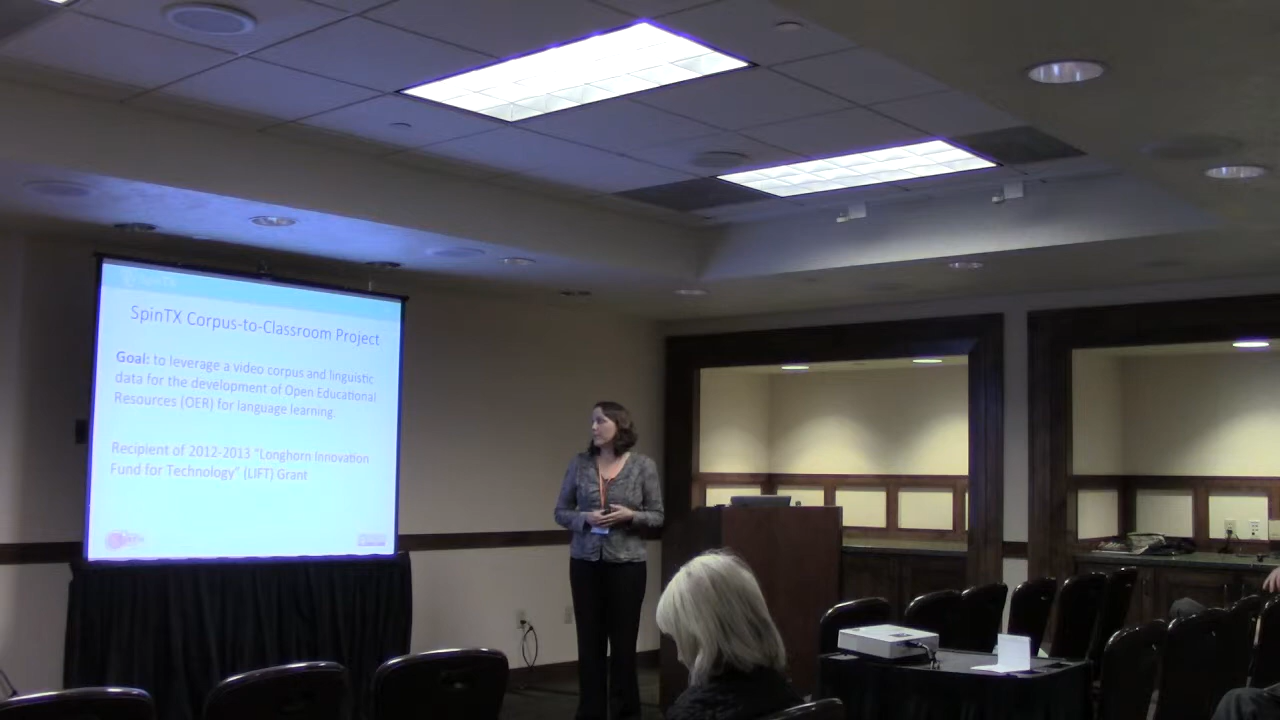 SpinTX Corpus-to-Classroom Project
Goal: to leverage a video corpus and linguistic
data for the development of Open Educational
Resources (OER) for language learning.
Recipient of 2012-2013 “Longhorn Innovation
Fund for Technology” (LIFT) Grant